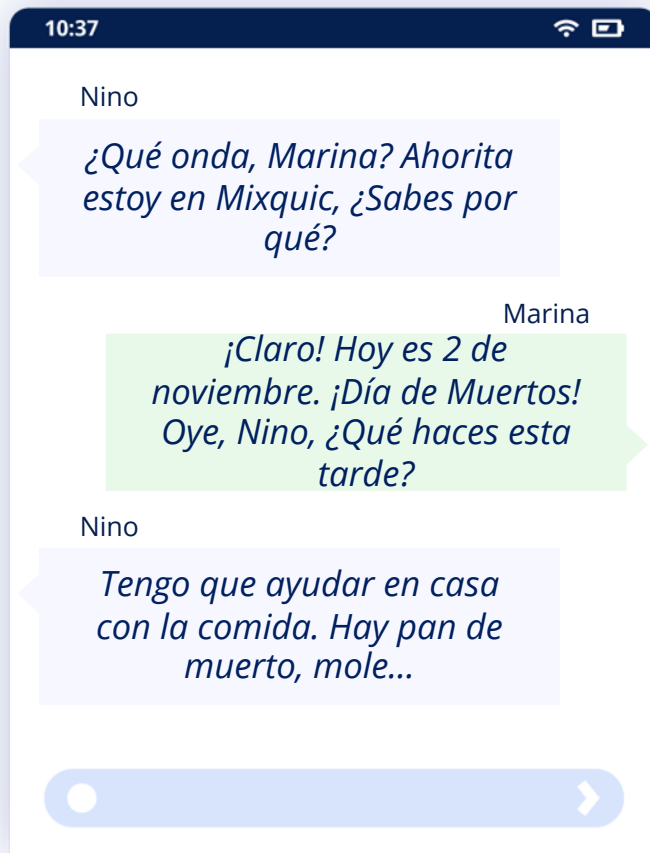 10:37
Nino
¿Qué onda, Marina? Ahorita
estoy en Mixquic, ¿Sabes por
qué?
Marina
¡Claro! Hoy es 2 de
noviembre. ¡Día de Muertos!
Oye, Nino, ¿Qué haces esta
tarde?
Nino
Tengo que ayudar en casa
con la comida. Hay pan de
muerto, mole...